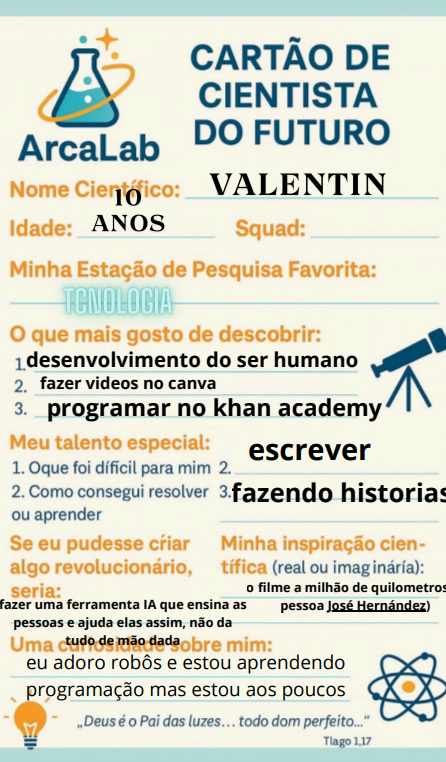 CARTÃO DE
CIENTISTA
DO FUTURO
ArcaLab
Nome Científico: VALENTIN
Idade: 10 ANOS Squad:
Minha Estação de Pesquisa Favorita:
TCNOLOGIA
O que mais gosto de descobrir:
1. desenvolvimento do ser humano
2. fazer videos no canva
3. programar no khan academy
Meu talento especial:
1. Oque foi difícil para mim 2. escrever
2. Como consegui resolver 3. fazendo historias
ou aprender
Se eu pudesse criar
algo revolucionário,
seria:
fazer uma ferramenta IA que ensina as
pessoas e ajuda elas assim, não da
tudo de mão dada
Minha inspiração cien-
tífica (real ou imag inária):
o filme a milhão de quilometros
pessoa José Hernández)
Uma curiosidade sobre mim:
eu adoro robôs e estou aprendendo
programação mas estou aos poucos
„Deus é o Pai das luzes... todo dom perfeito...“
Tlago 1,17